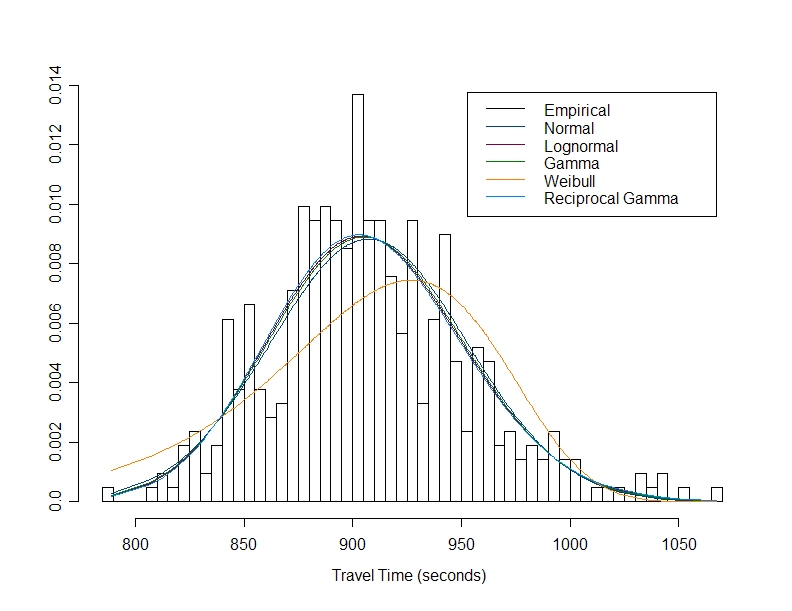 0.014
0.012
0.010
0.008
0.006
0.004
0.002
0.0
Empirical
Normal
Lognormal
Gamma
Weibull
Reciprocal Gamma
800 850 900 950 1000 1050
Travel Time (seconds)